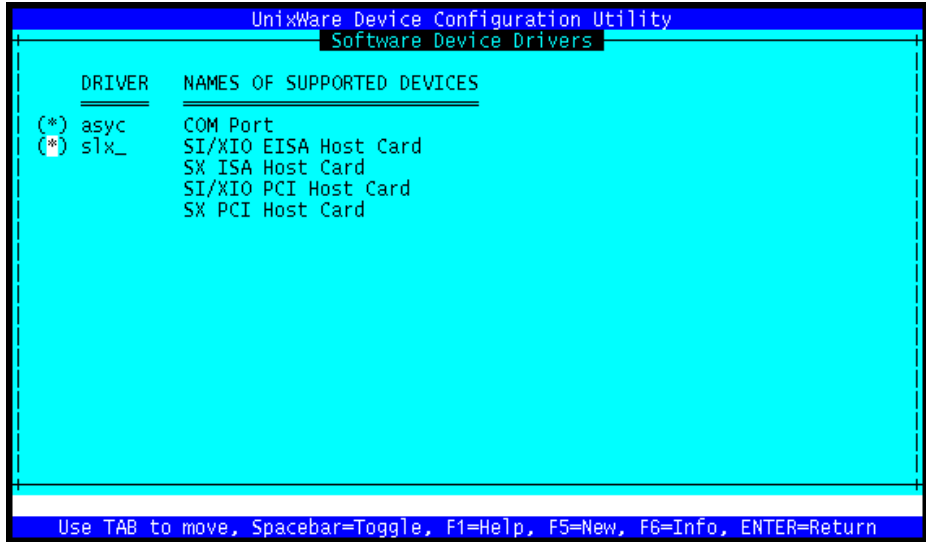 UnixWare Device Configuration Utility
Software Device Drivers
DRIVER NAMES OF SUPPORTED DEVICES
(*) asyc COM Port
(*) slx_ SI/XIO EISA Host Card
SX ISA Host Card
SI/XIO PCI Host Card
SX PCI Host Card
Use TAB to move, Spacebar=Toggle, F1=Help, F5=New, F6=Info, ENTER=Return